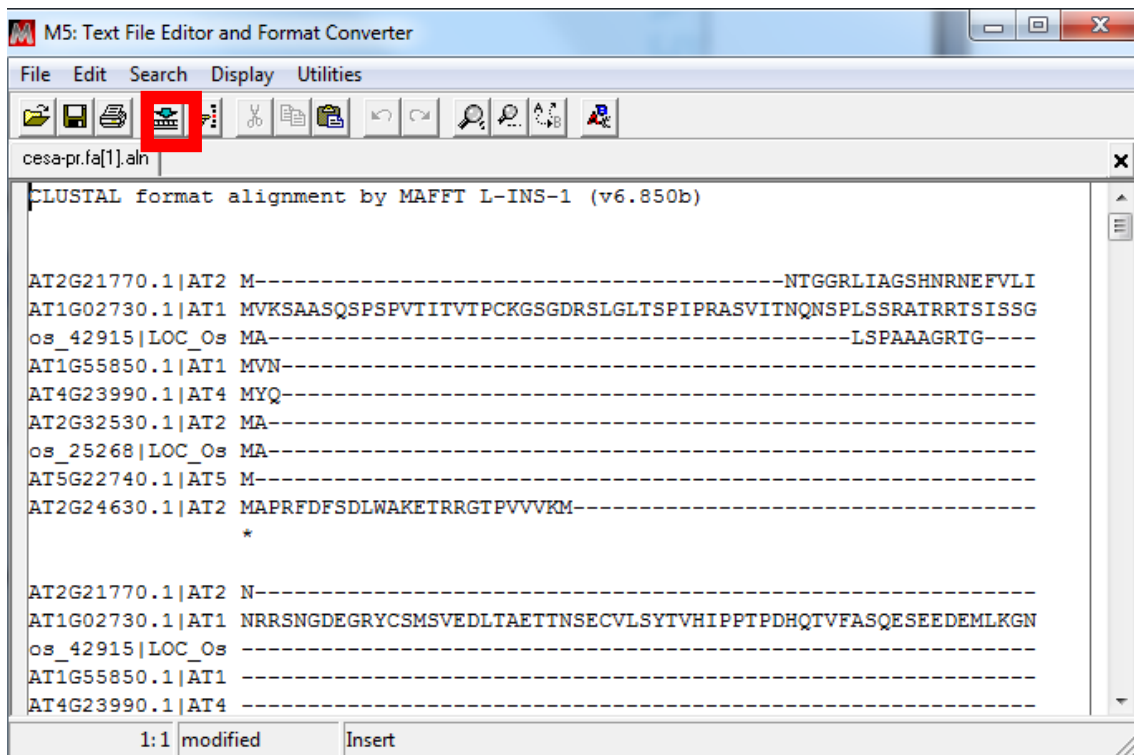 M5: Text File Editor and Format Converter
File Edit Search Display Utilities
cesa-pr.fa[1].aln
CLUSTAL format alignment by MAFFT L-INS-1 (v6.850b)
AT2G21770.1|AT2 M----------------------------------------NTGGRLIAGSHNRNEFVLI
AT1G02730.1|AT1 MVKSAASQSPSPVTITVTPCKGSGDRSLGLTSPIPRASVITNQNSPLSSRATRRTSISSG
os_42915|LOC_Os MA--------------------------------------------LSPAAAGRTG----
AT1G55850.1|AT1 MVN---------------------------------------------------------
AT4G23990.1|AT4 MYQ---------------------------------------------------------
AT2G32530.1|AT2 MA----------------------------------------------------------
os_25268|LOC_Os MA----------------------------------------------------------
AT5G22740.1|AT5 M-----------------------------------------------------------
AT2G24630.1|AT2 MAPRFDFSDLWAKETRRGTPVVVKM-----------------------------------
*
AT2G21770.1|AT2 N-----------------------------------------------------------
AT1G02730.1|AT1 NRRSNGDEGRYCSMSVEDLTAETTNSECVLSYTVHIPPTPDHQTVFASQESEEDEMLKGN
os_42915|LOC_Os ------------------------------------------------------------
AT1G55850.1|AT1 ------------------------------------------------------------
AT4G23990.1|AT4 ------------------------------------------------------------
1:1 modified Insert